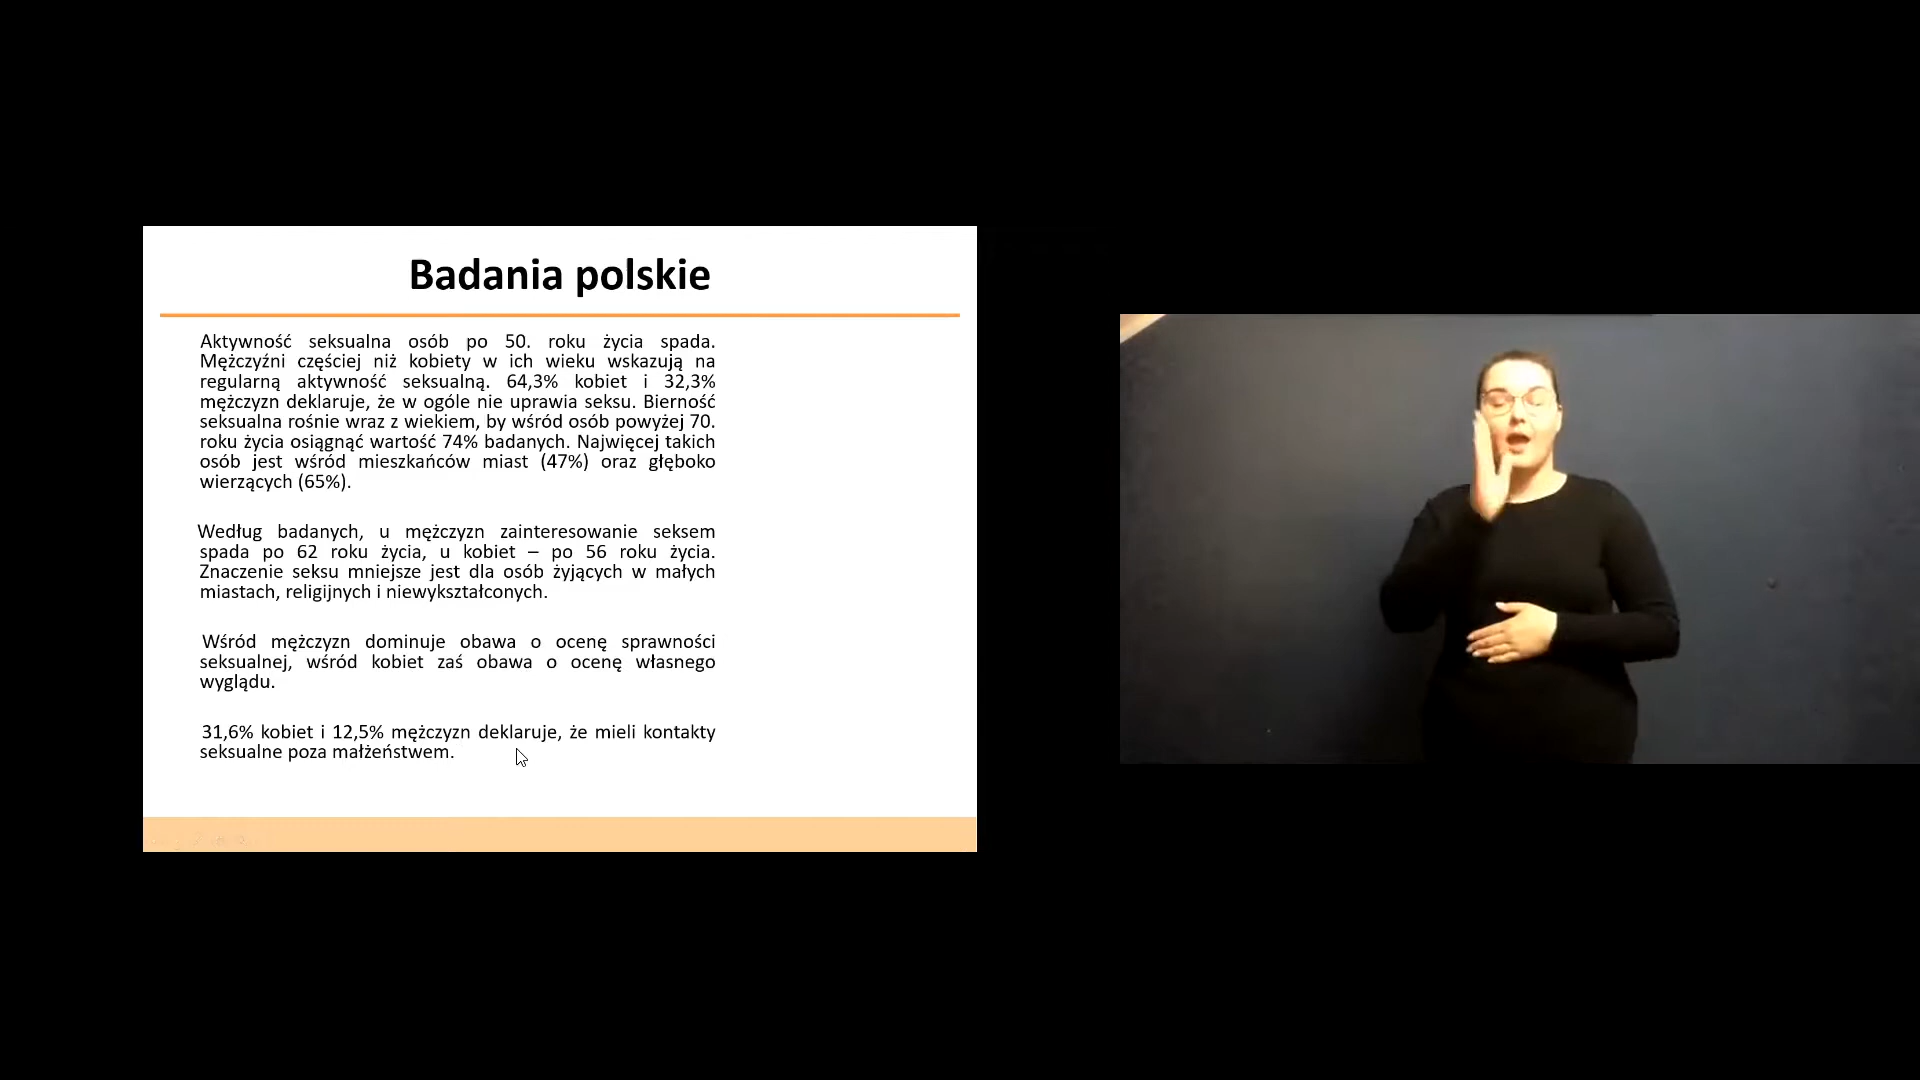 Badania polskie
Aktywność seksualna osób po 50. roku życia spada.
Mężczyźni częściej niż kobiety w ich wieku wskazują na
regularną aktywność seksualną. 64,3% kobiet i 32,3%
mężczyzn deklaruje, że w ogóle nie uprawia seksu. Bierność
seksualna rośnie wraz z wiekiem, by wśród osób powyżej 70.
roku życia osiągnąć wartość 74% badanych. Najwięcej takich
osób jest wśród mieszkańców miast (47%) oraz głęboko
wierzących (65%).
Według badanych, u mężczyzn zainteresowanie seksem
spada po 62 roku życia, u kobiet – po 56 roku życia.
Znaczenie seksu mniejsze jest dla osób żyjących w małych
miastach, religijnych i niewykształconych.
Wśród mężczyzn dominuje obawa o ocenę sprawności
seksualnej, wśród kobiet zaś obawa o ocenę własnego
wyglądu.
31,6% kobiet i 12,5% mężczyzn deklaruje, że mieli kontakty
seksualne poza małżeństwem.